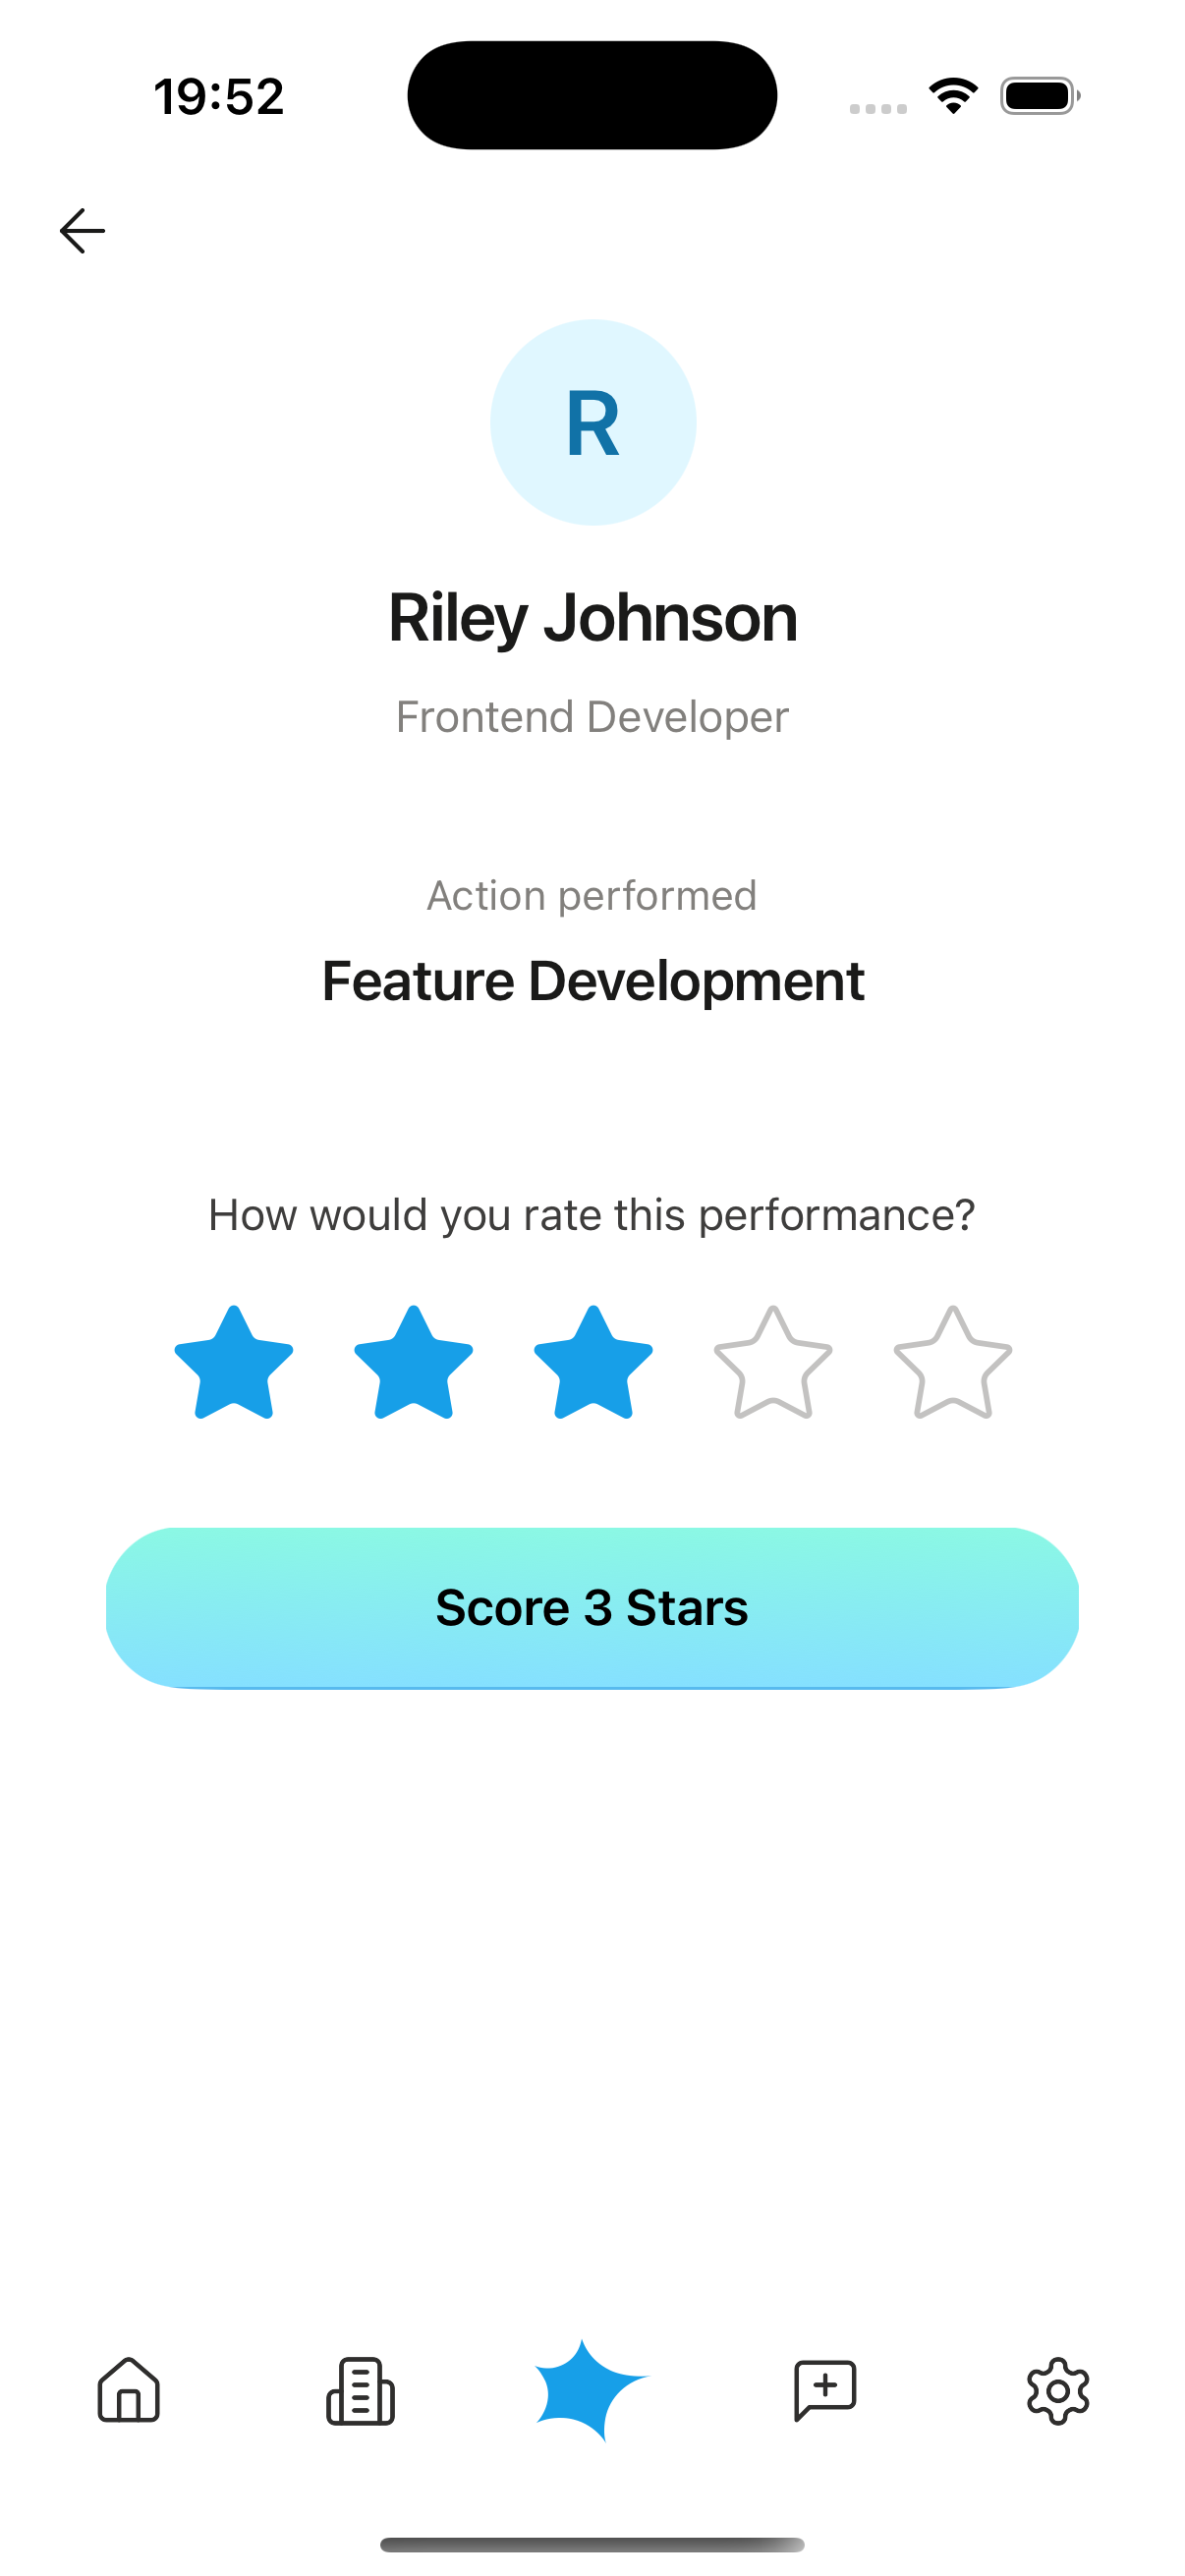 19:52
R
Riley Johnson
Frontend Developer
Action performed
Feature Development
How would you rate this performance?
Score 3 Stars